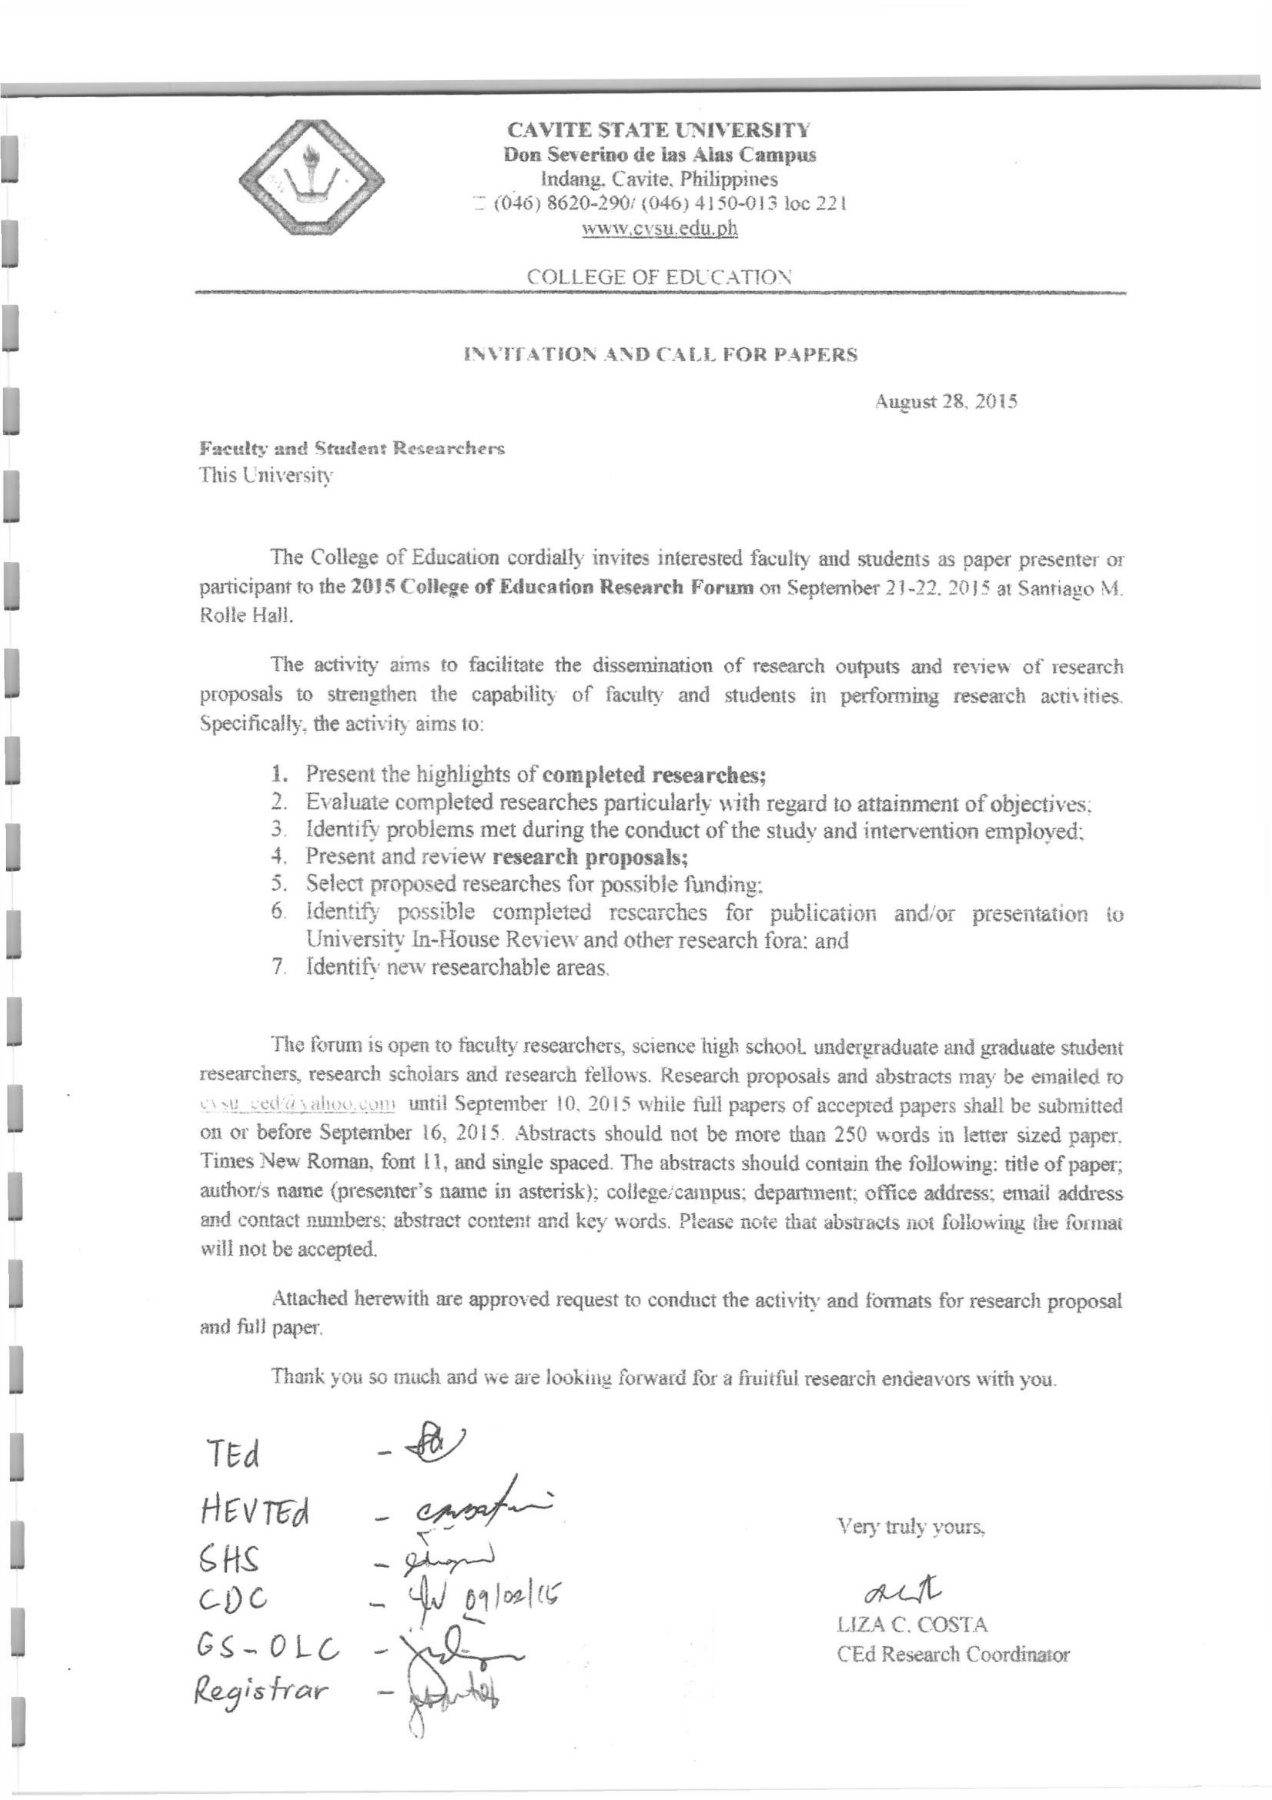 CAVITE STATE UNIVERSITY
Don Severino de las Alas Campus
Indang, Cavite, Philippines
(046) 8620-290/ (046) 4150-013 loc 221
www.cvsu.edu.ph
COLLEGE OF EDUCATION
INVITATION AND CALL FOR PAPERS
August 28, 2015
Faculty and Student Researchers
This University
The College of Education cordially invites interested faculty and students as paper presenter or
participant to the 2015 College of Education Research Forum on September 21-22, 2015 at Santiago M.
Rolle Hall.
The activity aims to facilitate the dissemination of research outputs and review of research
proposals to strengthen the capability of faculty and students in performing research activities.
Specifically, the activity aims to:
1. Present the highlights of completed researches;
2. Evaluate completed researches particularly with regard to attainment of objectives;
3. Identify problems met during the conduct of the study and intervention employed;
4. Present and review research proposals;
5. Select proposed researches for possible funding;
6. Identify possible completed researches for publication and/or presentation to
University In-House Review and other research fora; and
7. Identify new researchable areas.
The forum is open to faculty researchers, science high school, undergraduate and graduate student
researchers, research scholars and research fellows. Research proposals and abstracts may be emailed to
cvsu_ced@yahoo.com until September 10, 2015 while full papers of accepted papers shall be submitted
on or before September 16, 2015. Abstracts should not be more than 250 words in letter sized paper,
Times New Roman, font 11, and single spaced. The abstracts should contain the following: title of paper;
author/s name (presenter's name in asterisk); college/campus; department; office address; email address
and contact numbers; abstract content and key words. Please note that abstracts not following the format
will not be accepted.
Attached herewith are approved request to conduct the activity and formats for research proposal
and full paper.
Thank you so much and we are looking forward for a fruitful research endeavors with you.
TEd -
HEVTEd -
SHS -
CDC - 09/02/15
GS-OLC -
Registrar -
Very truly yours,
LIZA C. COSTA
CEd Research Coordinator